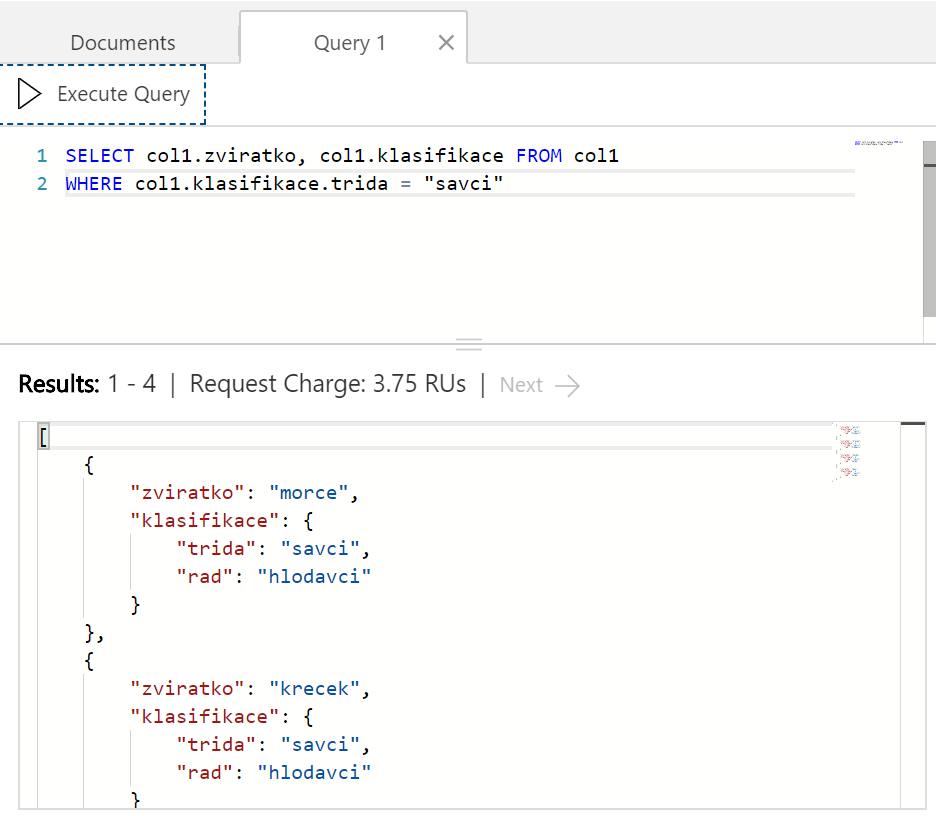 Documents
Query 1
Execute Query
1 SELECT col1.zviratko, col1.klasifikace FROM col1
2 WHERE col1.klasifikace.trida = "savci"
Results: 1 - 4 | Request Charge: 3.75 RUs | Next
[
{
"zviratko": "morce",
"klasifikace": {
"trida": "savci",
"rad": "hlodavci"
}
},
{
"zviratko": "krecek",
"klasifikace": {
"trida": "savci",
"rad": "hlodavci"
}